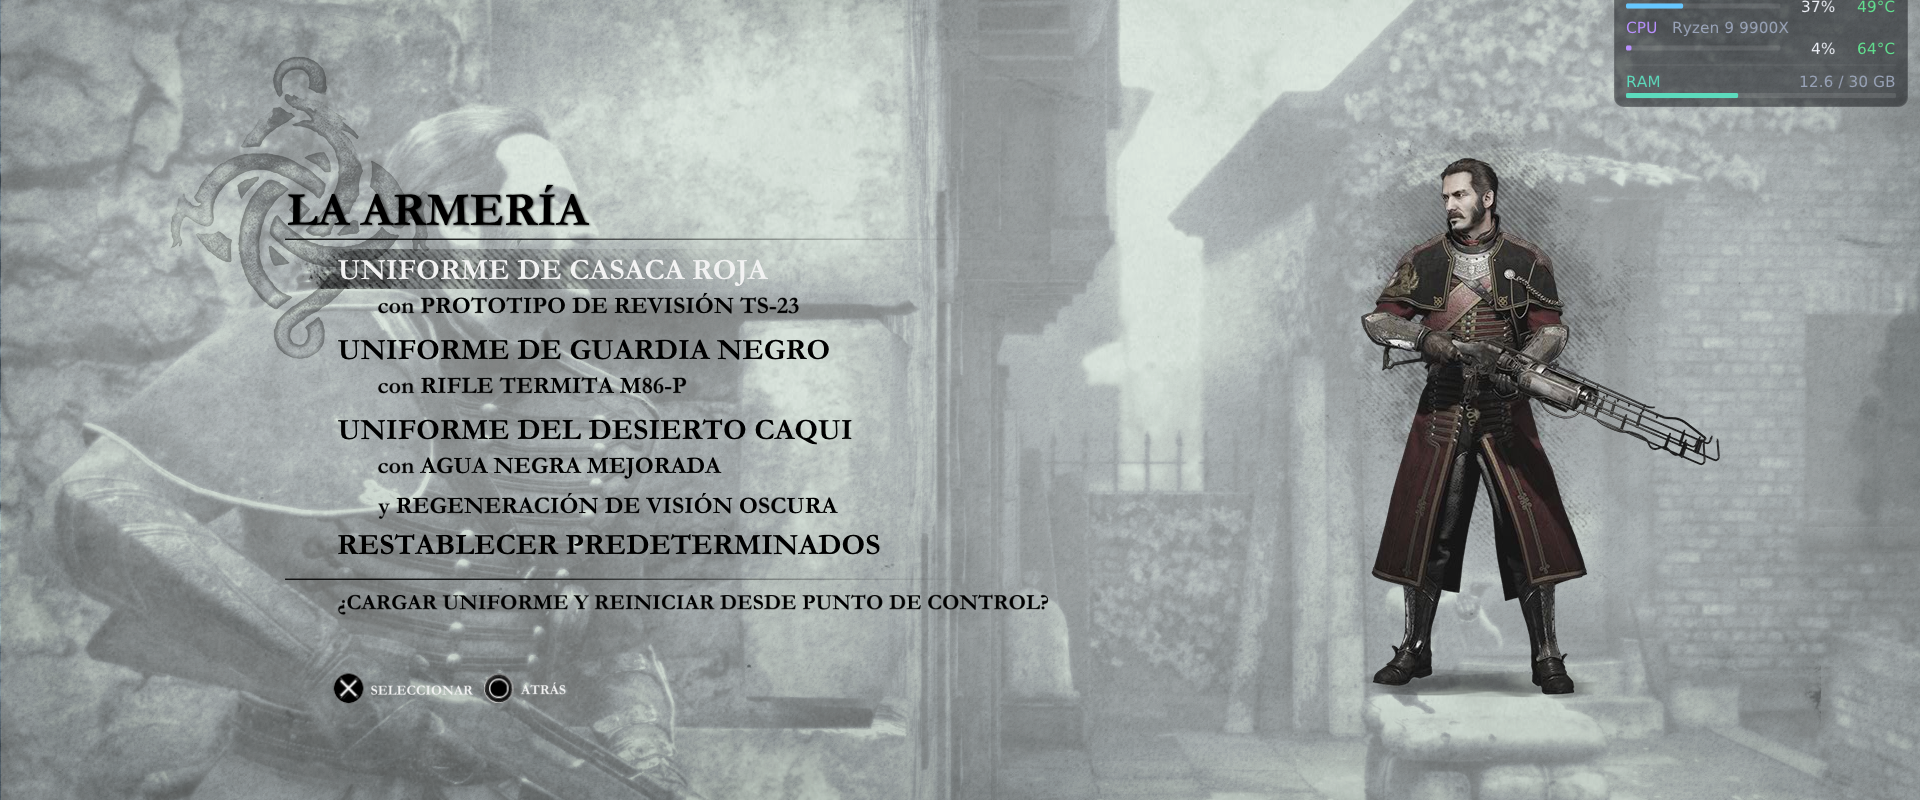 37% 49°C
CPU Ryzen 9 9900X
4% 64°C
RAM 12.6 / 30 GB
LA ARMERÍA
UNIFORME DE CASACA ROJA
con PROTOTIPO DE REVISIÓN TS-23
UNIFORME DE GUARDIA NEGRO
con RIFLE TERMITA M86-P
UNIFORME DEL DESIERTO CAQUI
con AGUA NEGRA MEJORADA
y REGENERACIÓN DE VISIÓN OSCURA
RESTABLECER PREDETERMINADOS
¿CARGAR UNIFORME Y REINICIAR DESDE PUNTO DE CONTROL?
SELECCIONAR ATRÁS